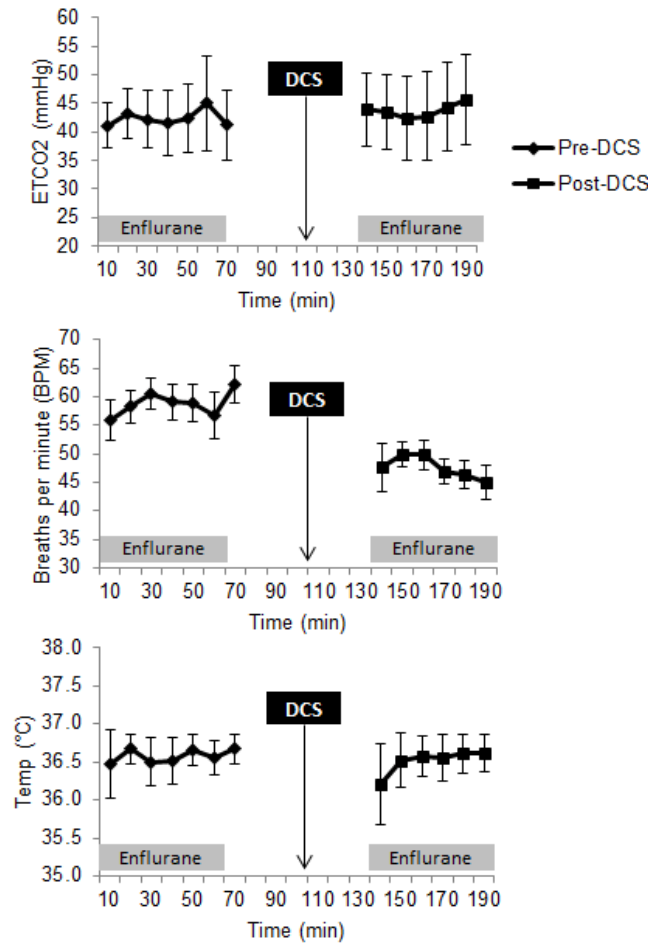 60
55
50
45
40
35
30
25
20
ETCO2 (mmHg)
DCS
Enflurane Enflurane
10 30 50 70 90 110 130 150 170 190
Time (min)
Pre-DCS
Post-DCS
70
65
60
55
50
45
40
35
30
Breaths per minute (BPM)
DCS
Enflurane Enflurane
10 30 50 70 90 110 130 150 170 190
Time (min)
38.0
37.5
37.0
36.5
36.0
35.5
35.0
Temp (°C)
DCS
Enflurane Enflurane
10 30 50 70 90 110 130 150 170 190
Time (min)